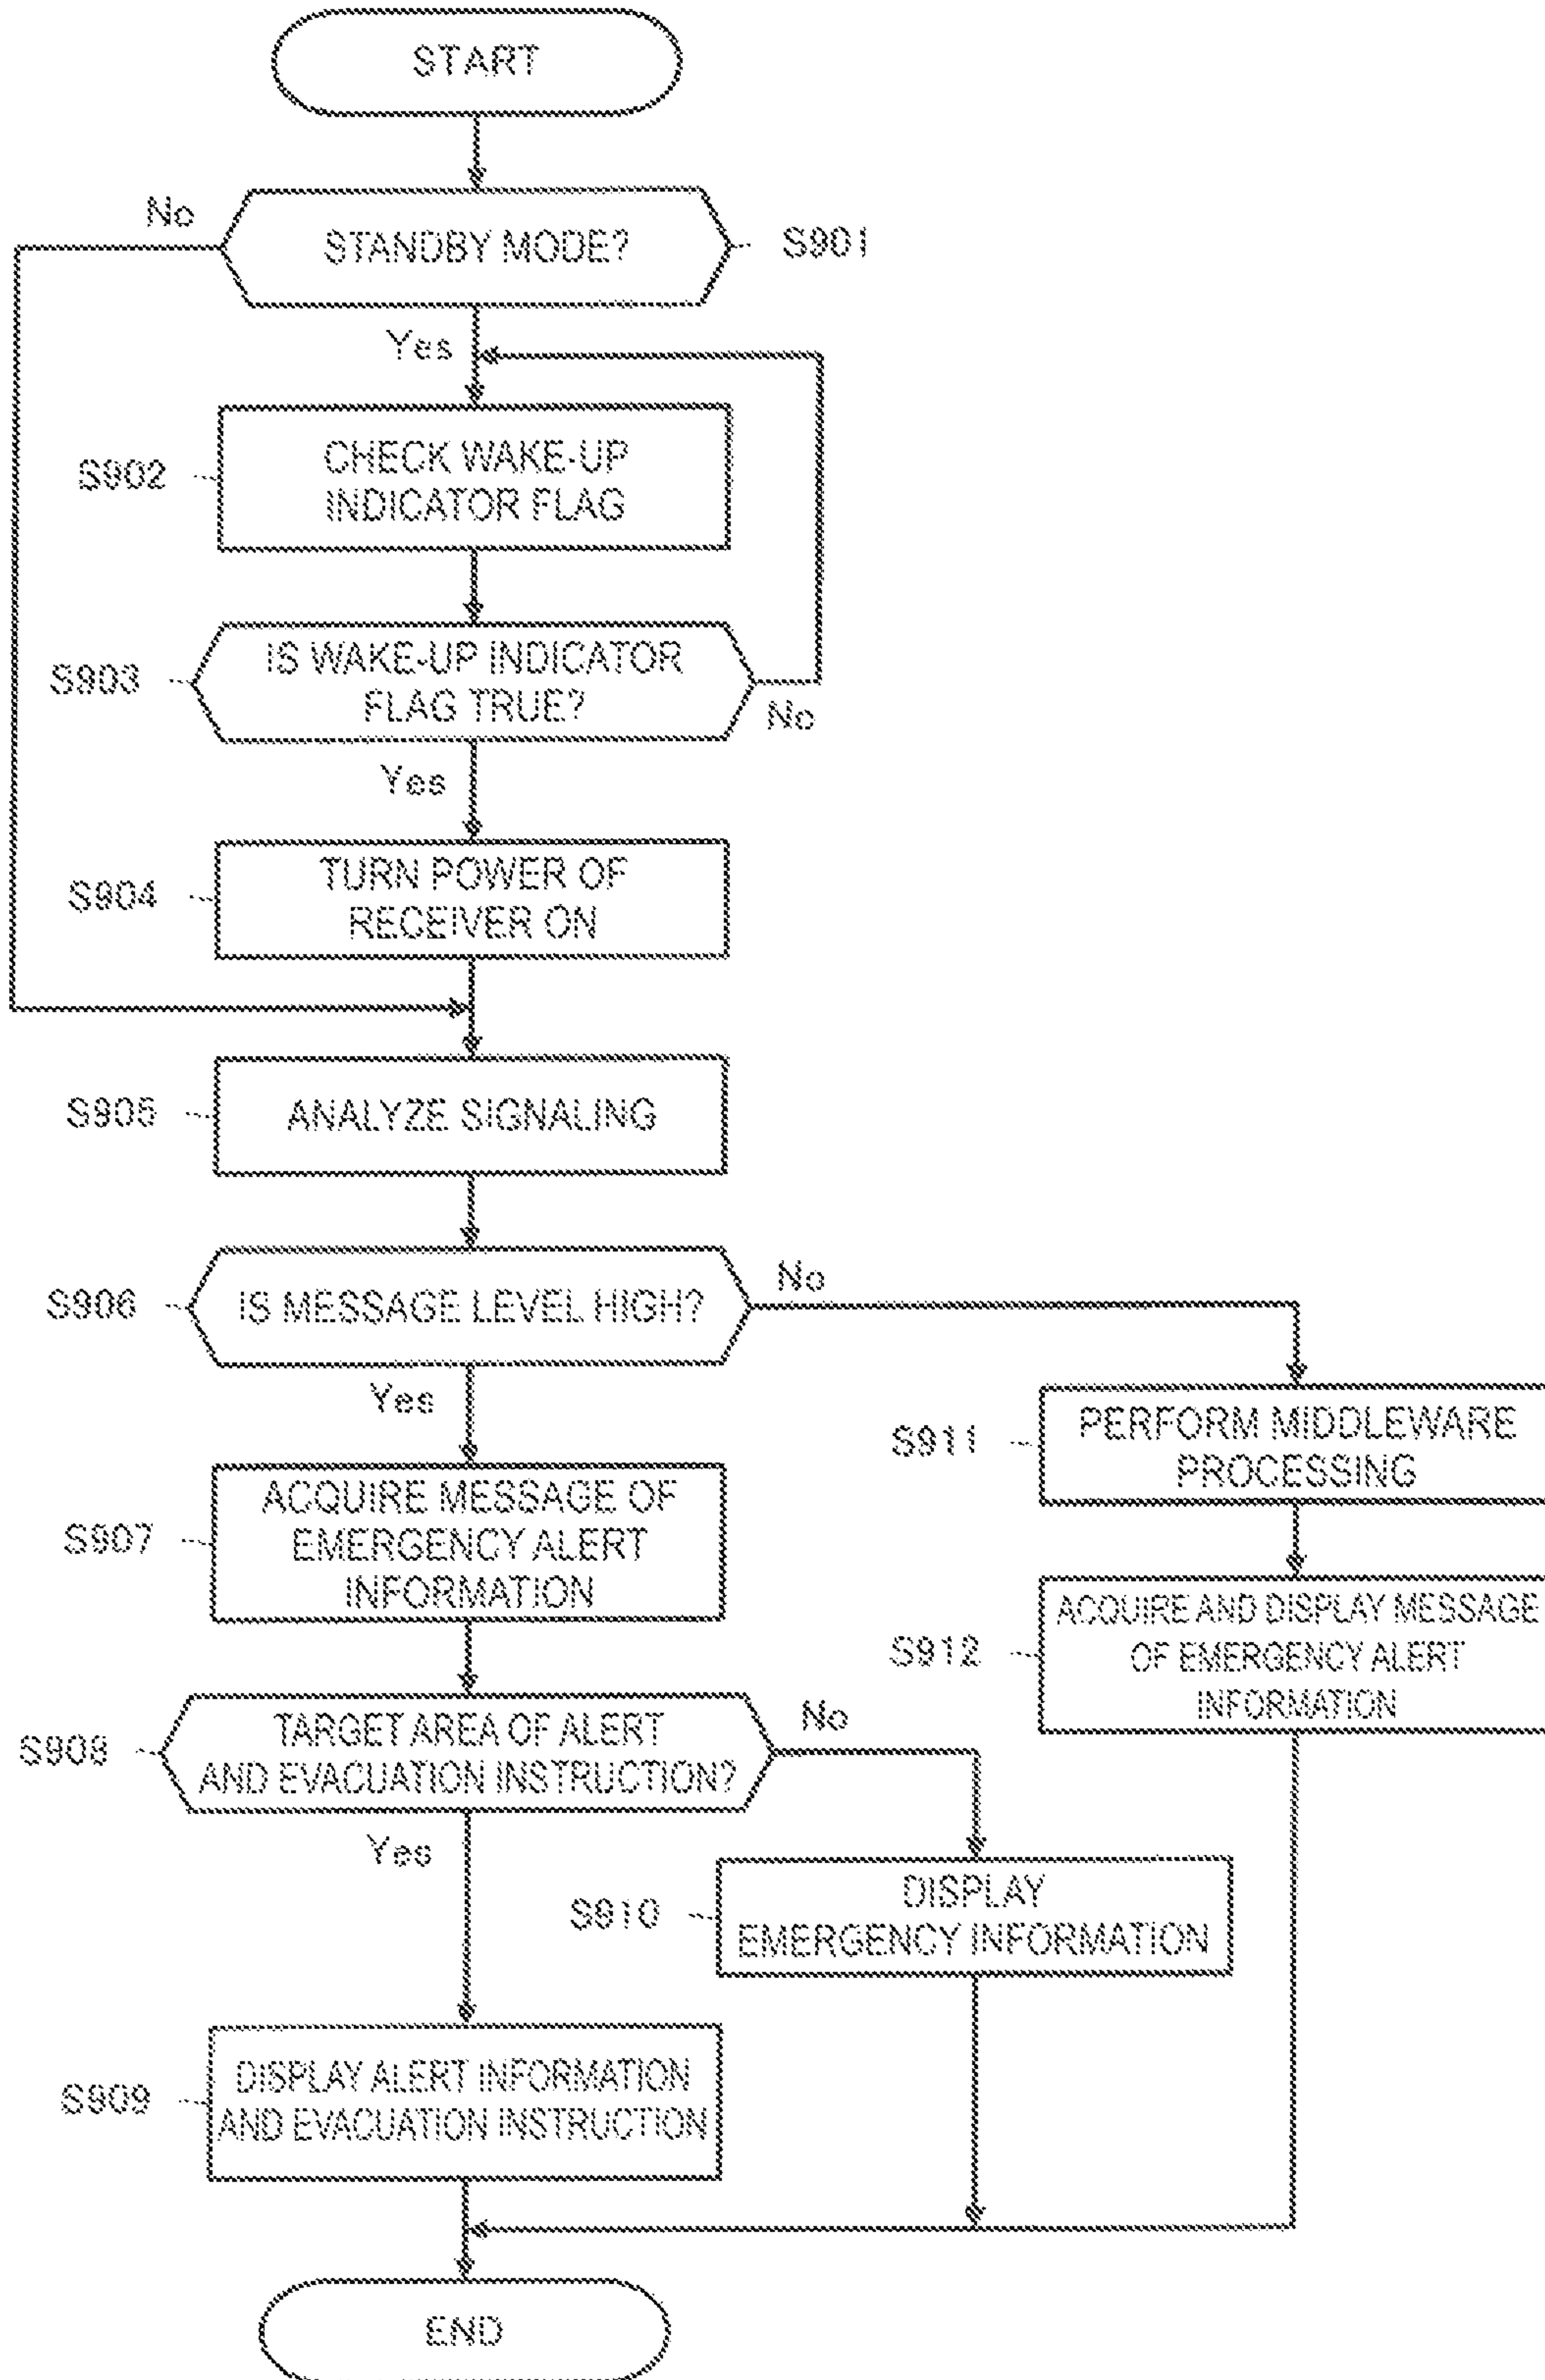 START
No
STANDBY MODE?
S901
Yes
S902
CHECK WAKE-UP
INDICATOR FLAG
S903
IS WAKE-UP INDICATOR
FLAG TRUE?
No
Yes
S904
TURN POWER OF
RECEIVER ON
S905
ANALYZE SIGNALING
S906
IS MESSAGE LEVEL HIGH?
No
Yes
S911
PERFORM MIDDLEWARE
PROCESSING
S907
ACQUIRE MESSAGE OF
EMERGENCY ALERT
INFORMATION
S912
ACQUIRE AND DISPLAY MESSAGE
OF EMERGENCY ALERT
INFORMATION
S908
TARGET AREA OF ALERT
AND EVACUATION INSTRUCTION?
No
Yes
S910
DISPLAY
EMERGENCY INFORMATION
S909
DISPLAY ALERT INFORMATION
AND EVACUATION INSTRUCTION
END